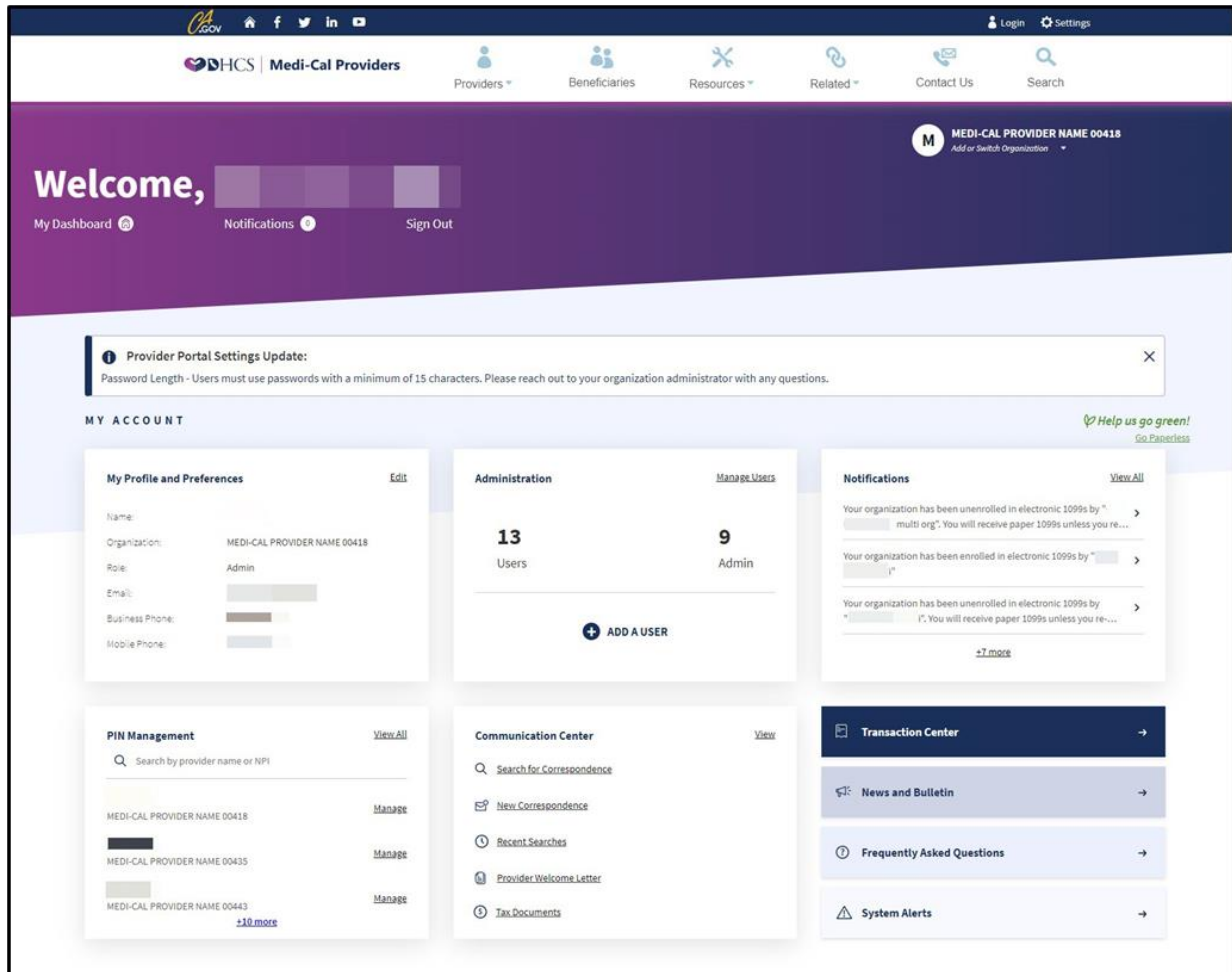 CA.GOV
Login Settings
DHCS | Medi-Cal Providers
Providers Beneficiaries Resources Related Contact Us Search
M MEDI-CAL PROVIDER NAME 00418
Add or Switch Organization
Welcome,
My Dashboard Notifications 0 Sign Out
Provider Portal Settings Update:
Password Length - Users must use passwords with a minimum of 15 characters. Please reach out to your organization administrator with any questions.
MY ACCOUNT
Help us go green!
Go Paperless
My Profile and Preferences Edit
Name:
Organization: MEDI-CAL PROVIDER NAME 00418
Role: Admin
Email:
Business Phone:
Mobile Phone:
Administration Manage Users
13 9
Users Admin
ADD A USER
Notifications View All
Your organization has been unenrolled in electronic 1099s by "
multi org". You will receive paper 1099s unless you re...
Your organization has been enrolled in electronic 1099s by "
i"
Your organization has been unenrolled in electronic 1099s by
" i". You will receive paper 1099s unless you re-...
+7 more
PIN Management View All
Search by provider name or NPI
MEDI-CAL PROVIDER NAME 00418 Manage
MEDI-CAL PROVIDER NAME 00435 Manage
MEDI-CAL PROVIDER NAME 00443 Manage
+10 more
Communication Center View
Search for Correspondence
New Correspondence
Recent Searches
Provider Welcome Letter
Tax Documents
Transaction Center
News and Bulletin
Frequently Asked Questions
System Alerts